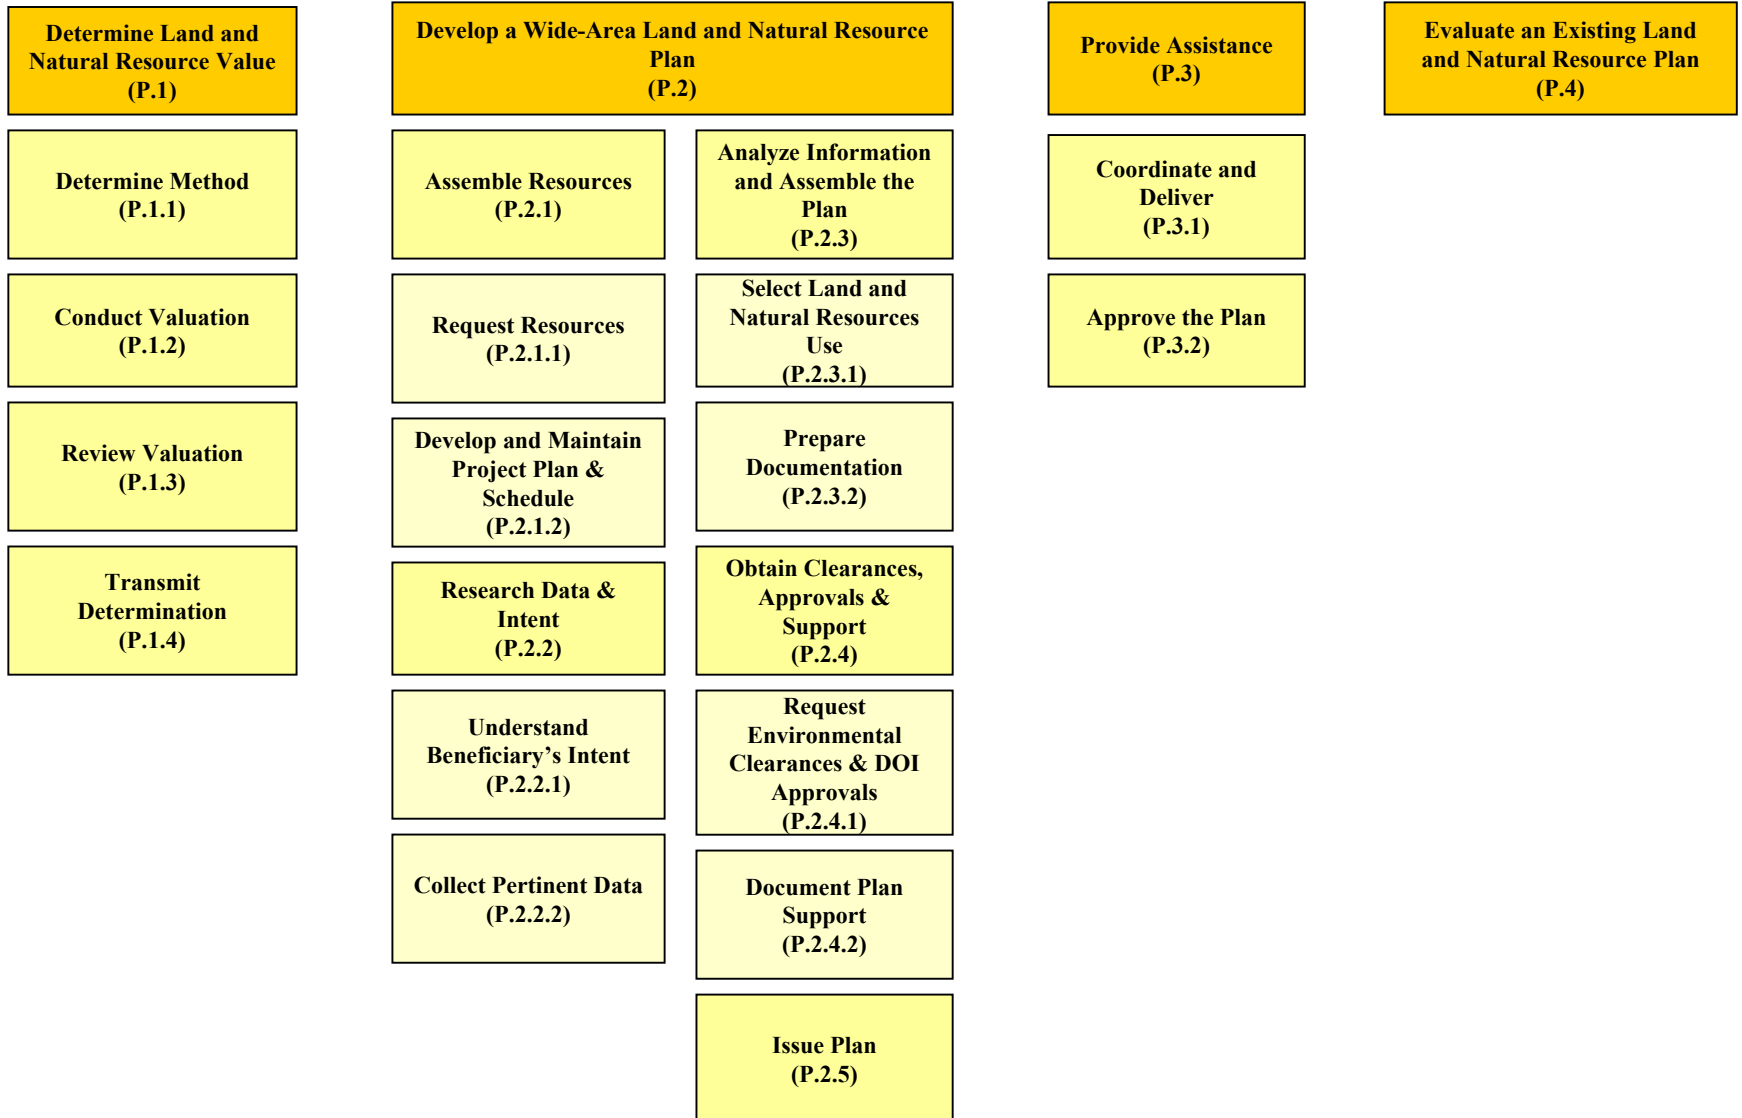 Determine Land and
Natural Resource Value
(P.1)
Determine Method
(P.1.1)
Conduct Valuation
(P.1.2)
Review Valuation
(P.1.3)
Transmit
Determination
(P.1.4)
Develop a Wide-Area Land and Natural Resource
Plan
(P.2)
Assemble Resources
(P.2.1)
Request Resources
(P.2.1.1)
Develop and Maintain
Project Plan &
Schedule
(P.2.1.2)
Research Data &
Intent
(P.2.2)
Understand
Beneficiary’s Intent
(P.2.2.1)
Collect Pertinent Data
(P.2.2.2)
Analyze Information
and Assemble the
Plan
(P.2.3)
Select Land and
Natural Resources
Use
(P.2.3.1)
Prepare
Documentation
(P.2.3.2)
Obtain Clearances,
Approvals &
Support
(P.2.4)
Request
Environmental
Clearances & DOI
Approvals
(P.2.4.1)
Document Plan
Support
(P.2.4.2)
Issue Plan
(P.2.5)
Provide Assistance
(P.3)
Coordinate and
Deliver
(P.3.1)
Approve the Plan
(P.3.2)
Evaluate an Existing Land
and Natural Resource Plan
(P.4)